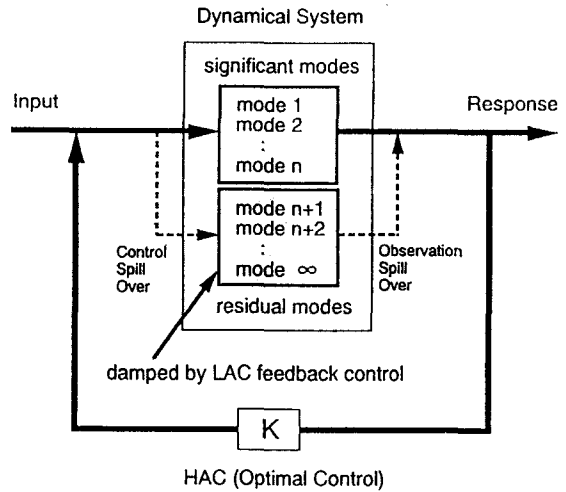 Dynamical System
significant modes
Input
Response
mode 1
mode 2
:
mode n
mode n+1
mode n+2
:
mode ∞
Control
Spill
Over
Observation
Spill
Over
residual modes
damped by LAC feedback control
K
HAC (Optimal Control)